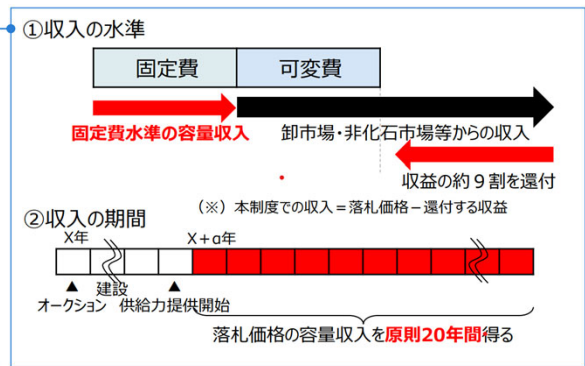 ①収入の水準
固定費
可変費
固定費水準の容量収入
卸市場・非化石市場等からの収入
収益の約9割を還付
(※) 本制度での収入=落札価格-還付する収益
②収入の期間
X年
X+α年
建設
▲
▲
オークション
供給力提供開始
落札価格の容量収入を原則20年間得る